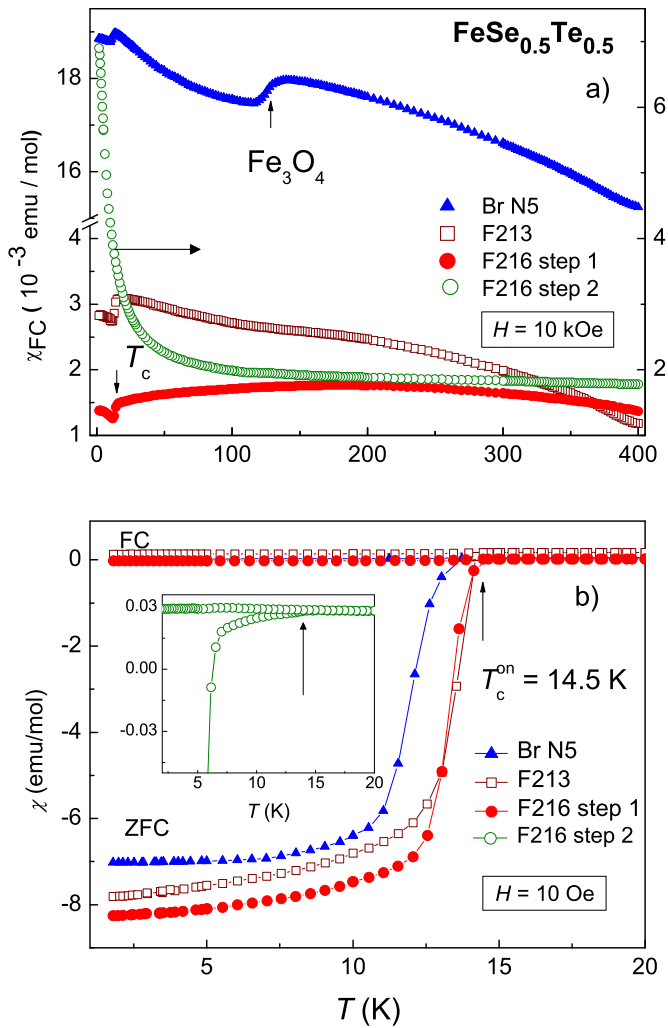 FeSe0.5Te0.5
a)
18
16
4
3
2
1
6
4
2
χFC ( 10⁻³ emu / mol)
Fe3O4
Br N5
F213
F216 step 1
F216 step 2
H = 10 kOe
Tc
0 100 200 300 400
FC
b)
0
-2
-4
-6
-8
χ (emu/mol)
0.03
0.00
-0.03
5 10 15 20
T (K)
Tc^on = 14.5 K
Br N5
F213
F216 step 1
F216 step 2
ZFC
H = 10 Oe
5 10 15 20
T (K)